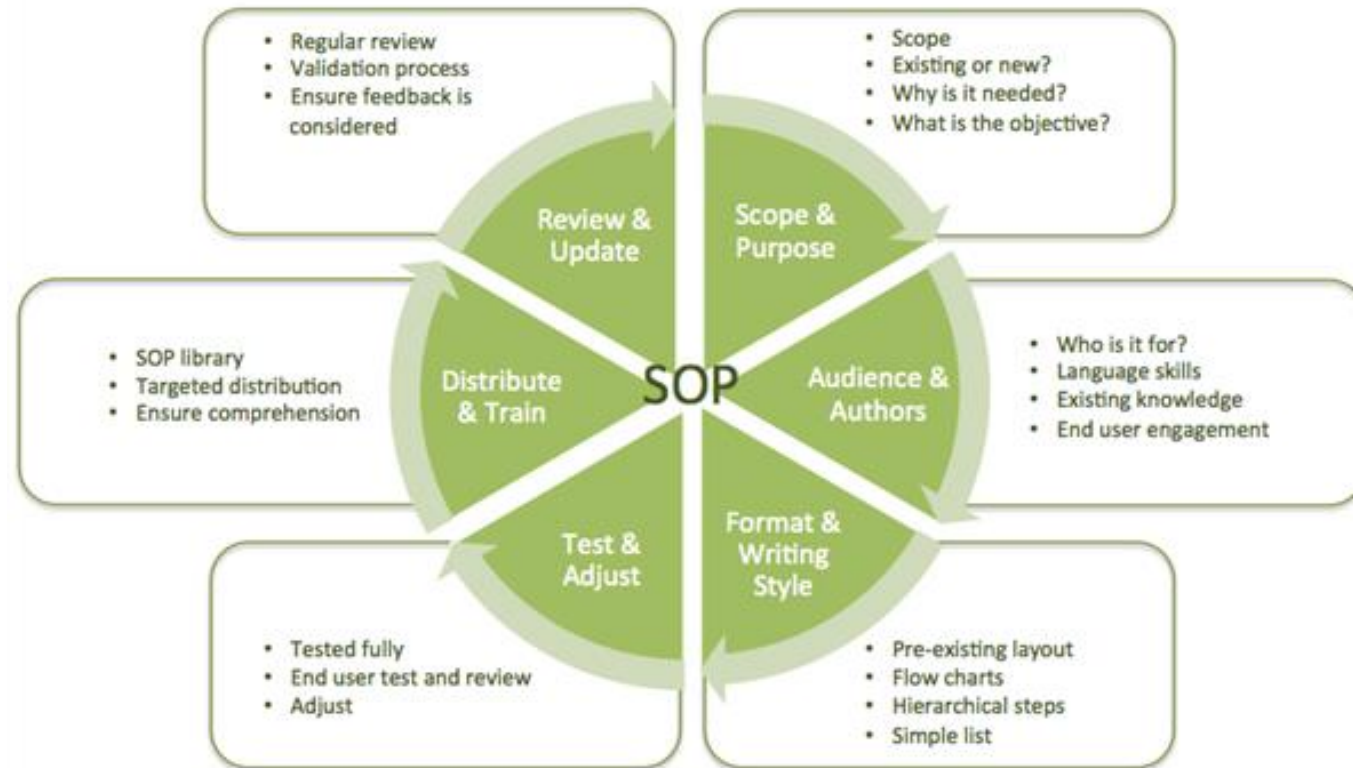 • Regular review
• Validation process
• Ensure feedback is
considered
• Scope
• Existing or new?
• Why is it needed?
• What is the objective?
Review &
Update
Scope &
Purpose
• SOP library
• Targeted distribution
• Ensure comprehension
Distribute
& Train
SOP
Audience &
Authors
• Who is it for?
• Language skills
• Existing knowledge
• End user engagement
Test &
Adjust
Format &
Writing
Style
• Tested fully
• End user test and review
• Adjust
• Pre-existing layout
• Flow charts
• Hierarchical steps
• Simple list